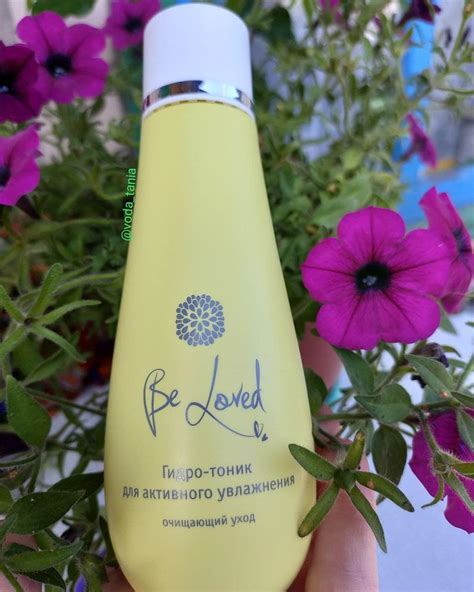 @voda_tania
Be Loved
Гидро-тоник
для активного увлажнения
очищающий уход